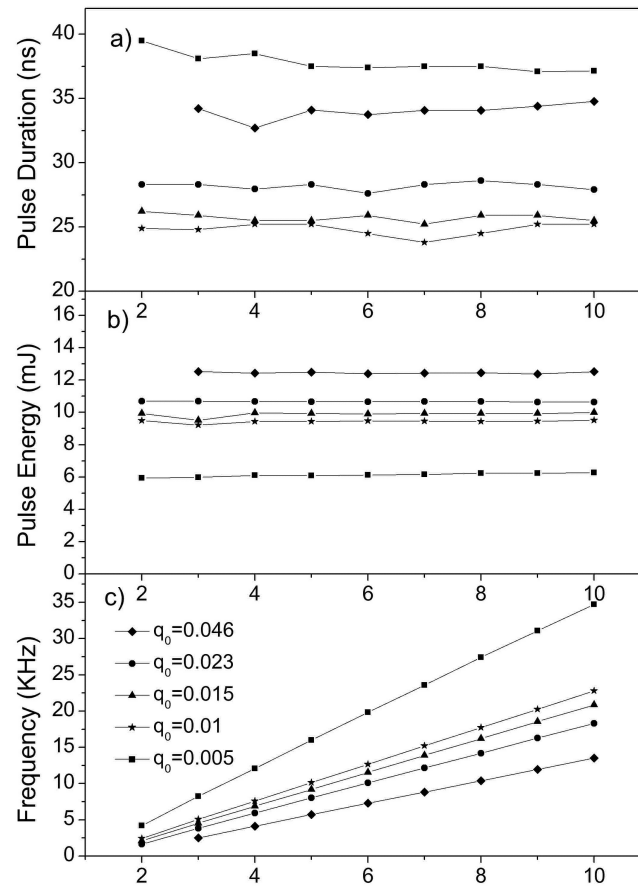 a)
Pulse Duration (ns)
40
35
30
25
20
2 4 6 8 10
b)
Pulse Energy (mJ)
16
14
12
10
8
6
4
2
0
2 4 6 8 10
c)
Frequency (KHz)
35
30
25
20
15
10
5
0
q₀=0.046
q₀=0.023
q₀=0.015
q₀=0.01
q₀=0.005
2 4 6 8 10